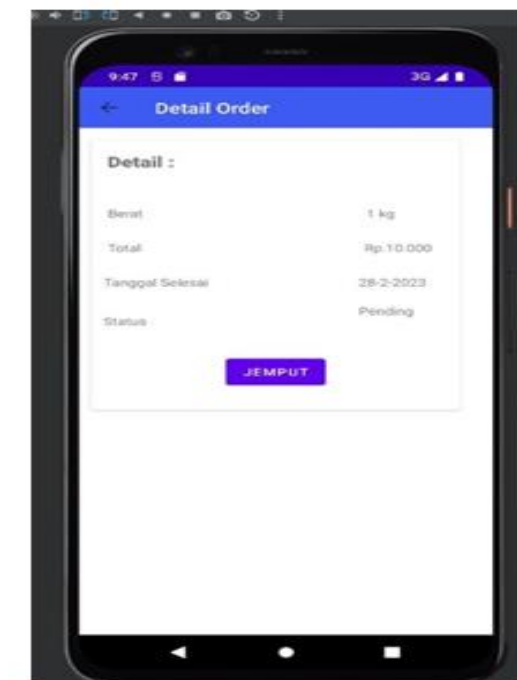 9:47 3G
Detail Order
Detail :
Berat 1 kg
Total Rp.10.000
Tanggal Selesai 28-2-2023
Status Pending
JEMPUT